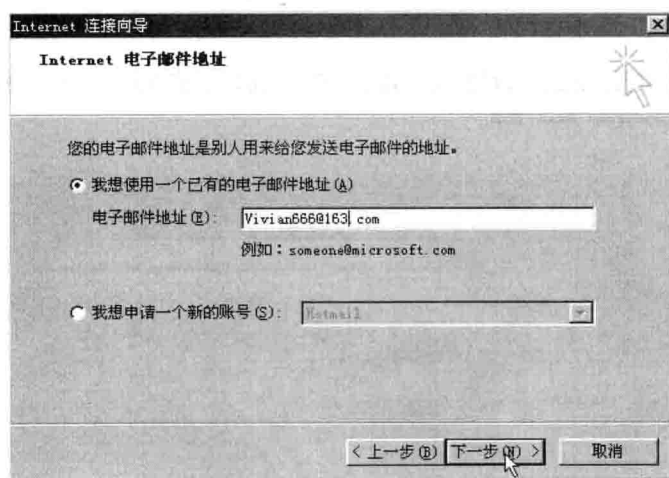 Internet 连接向导
Internet 电子邮件地址
您的电子邮件地址是别人用来给您发送电子邮件的地址。
我想使用一个已有的电子邮件地址(A)
电子邮件地址(E): Vivian666@163.com
例如：someone@microsoft.com
我想申请一个新的账号(S): Hotmail
< 上一步(B) 下一步(N) > 取消